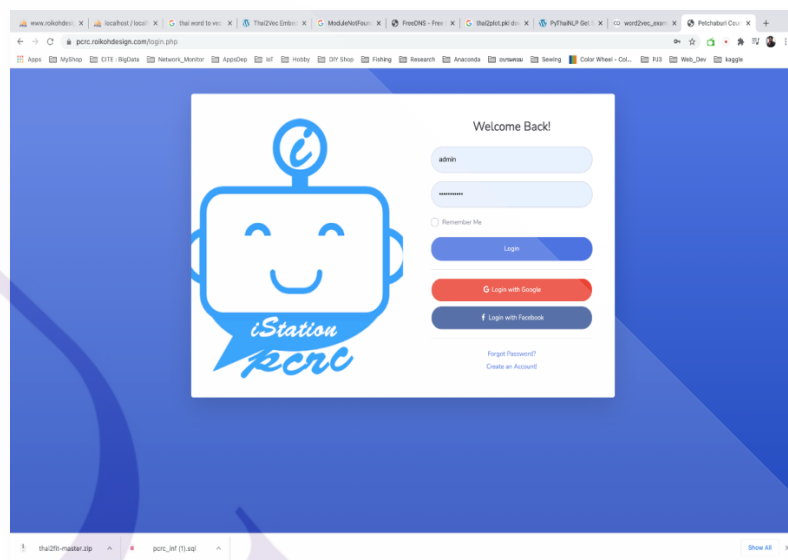 www.rokohdesig
localhost / local
thai word to vec
Thai2Vec Embed
ModuleNotFoun
FreeDNS - Free
thai2plot.pkl dow
PyThaiNLP Get S
word2vec_exam
Petchaburi Cour
pcrc.roikohdesign.com/login.php
Apps
MyShop
CITE : BigData
Network_Monitor
AppsDep
IoT
Hobby
DIY Shop
Fishing
Research
Anaconda
Sewing
Color Wheel - Col...
PJ3
Web_Dev
kaggle
i
iStation
pcrc
Welcome Back!
admin
Remember Me
Login
G Login with Google
f Login with Facebook
Forgot Password?
Create an Account!
thai2fit-master.zip
pcrc_inf (1).sql
Show All